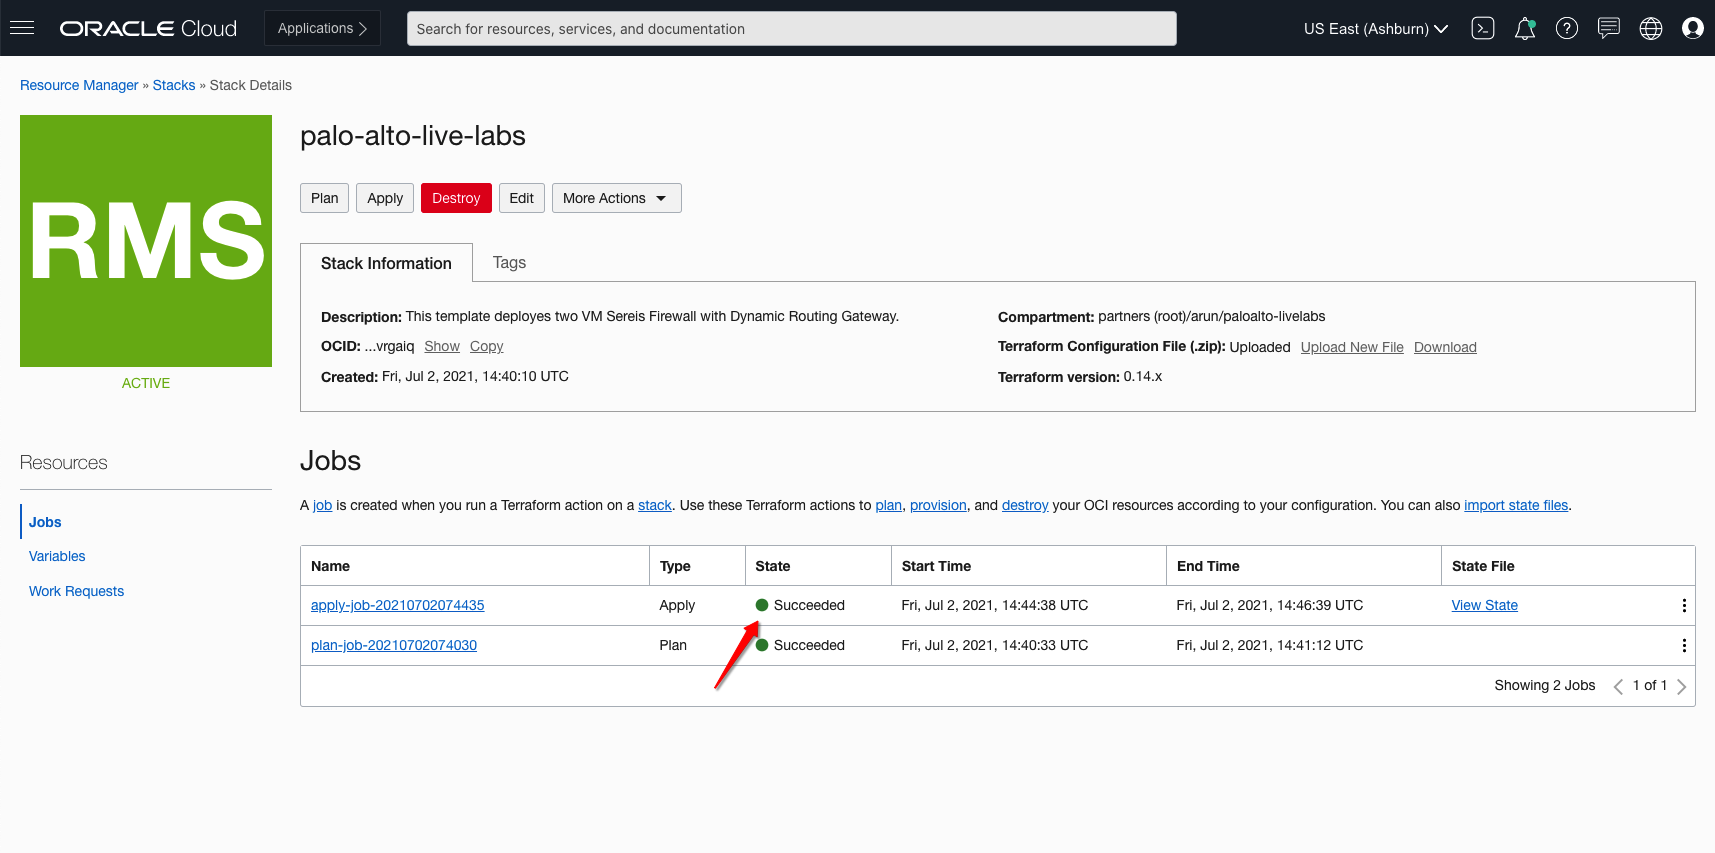 ORACLE Cloud Applications Search for resources, services, and documentation US East (Ashburn)
Resource Manager » Stacks » Stack Details
RMS
ACTIVE
palo-alto-live-labs
Plan Apply Destroy Edit More Actions
Stack Information Tags
Description: This template deployes two VM Sereis Firewall with Dynamic Routing Gateway.
OCID: ...vrgaiq Show Copy
Created: Fri, Jul 2, 2021, 14:40:10 UTC
Compartment: partners (root)/arun/paloalto-livelabs
Terraform Configuration File (.zip): Uploaded Upload New File Download
Terraform version: 0.14.x
Resources
Jobs
Variables
Work Requests
Jobs
A job is created when you run a Terraform action on a stack. Use these Terraform actions to plan, provision, and destroy your OCI resources according to your configuration. You can also import state files.
Name Type State Start Time End Time State File
apply-job-20210702074435 Apply Succeeded Fri, Jul 2, 2021, 14:44:38 UTC Fri, Jul 2, 2021, 14:46:39 UTC View State
plan-job-20210702074030 Plan Succeeded Fri, Jul 2, 2021, 14:40:33 UTC Fri, Jul 2, 2021, 14:41:12 UTC
Showing 2 Jobs 1 of 1